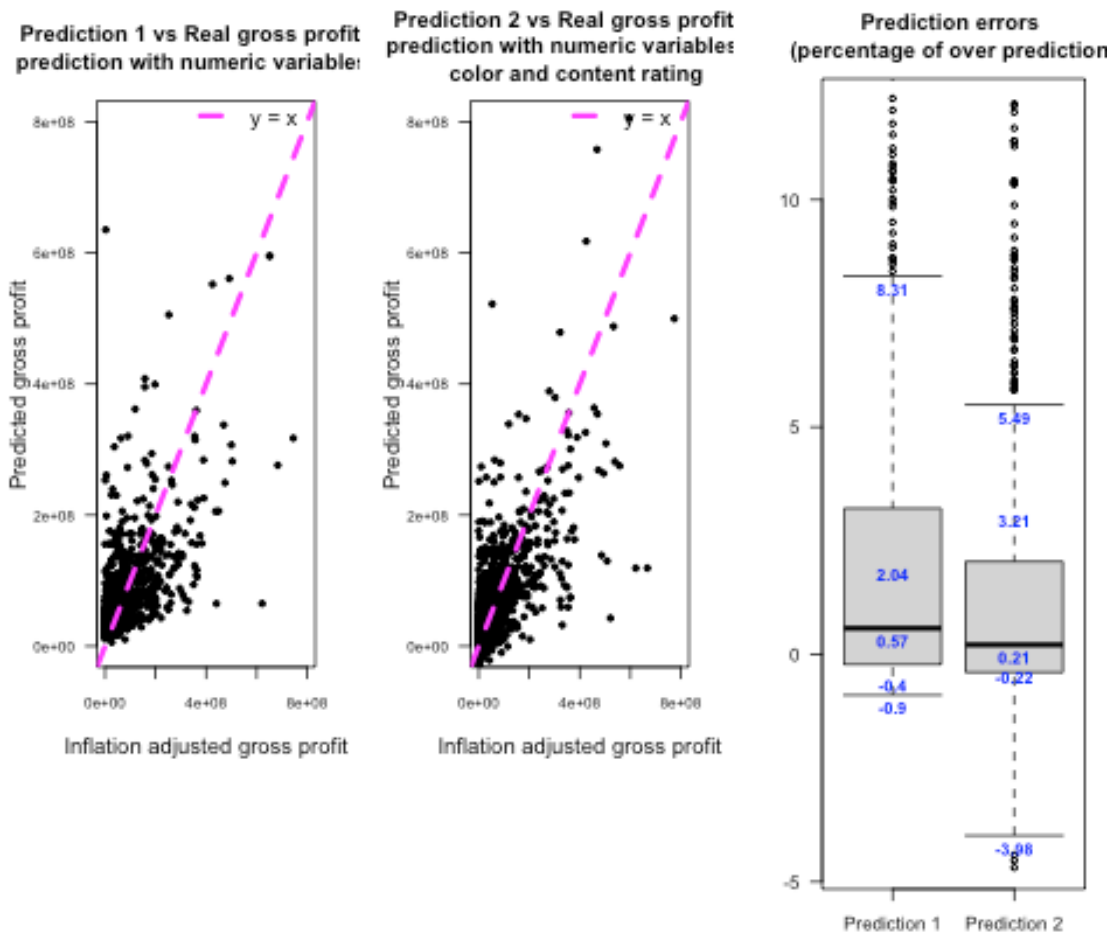 Prediction 1 vs Real gross profit
prediction with numeric variables
y = x
8e+08
6e+08
4e+08
2e+08
0e+00
Predicted gross profit
0e+00 4e+08 8e+08
Inflation adjusted gross profit
Prediction 2 vs Real gross profit
prediction with numeric variables
color and content rating
y = x
8e+08
6e+08
4e+08
2e+08
0e+00
Predicted gross profit
0e+00 4e+08 8e+08
Inflation adjusted gross profit
Prediction errors
(percentage of over prediction
10
5
0
-5
8.31
2.04
0.57
-0.4
-0.9
5.49
3.21
0.21
-0.22
-3.98
Prediction 1 Prediction 2